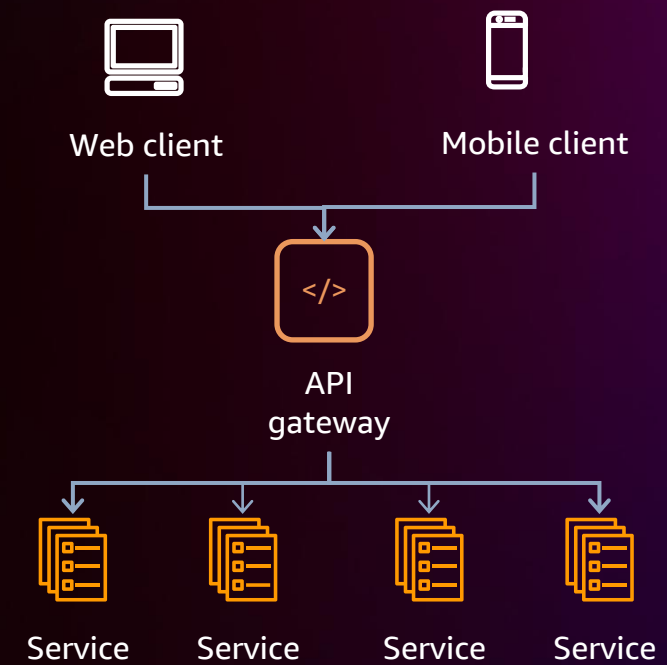 Web client
Mobile client
</>
API
gateway
Service
Service
Service
Service